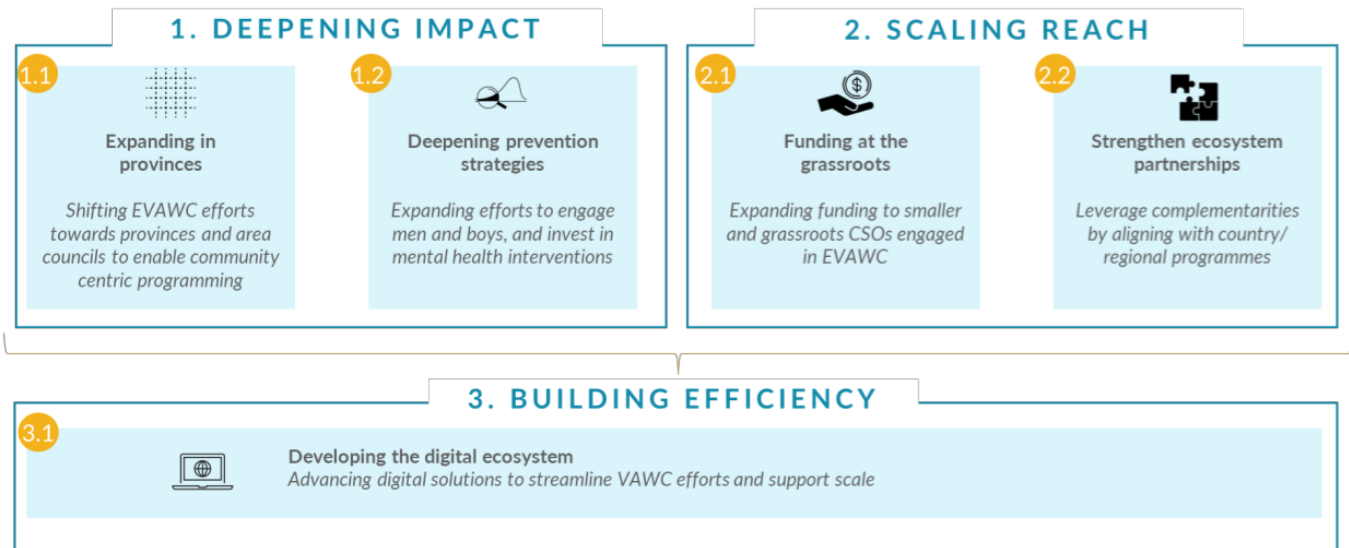 1. DEEPENING IMPACT
1.1
Expanding in
provinces
Shifting EVAWC efforts
towards provinces and area
councils to enable community
centric programming
1.2
Deepening prevention
strategies
Expanding efforts to engage
men and boys, and invest in
mental health interventions
2. SCALING REACH
2.1
$
Funding at the
grassroots
Expanding funding to smaller
and grassroots CSOs engaged
in EVAWC
2.2
Strengthen ecosystem
partnerships
Leverage complementarities
by aligning with country/
regional programmes
3. BUILDING EFFICIENCY
3.1
Developing the digital ecosystem
Advancing digital solutions to streamline VAWC efforts and support scale